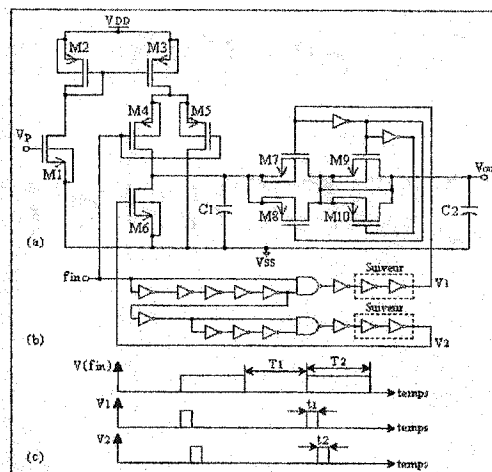 VDD
M2
M3
M4
M5
Vp
M1
M7
M9
Vout
M8
M10
C1
C2
M6
(a)
VSS
fin
Suiveur
V1
(b)
Suiveur
V2
V(fin)
T1
T2
temps
V1
t1
temps
(c)
V2
t2
temps